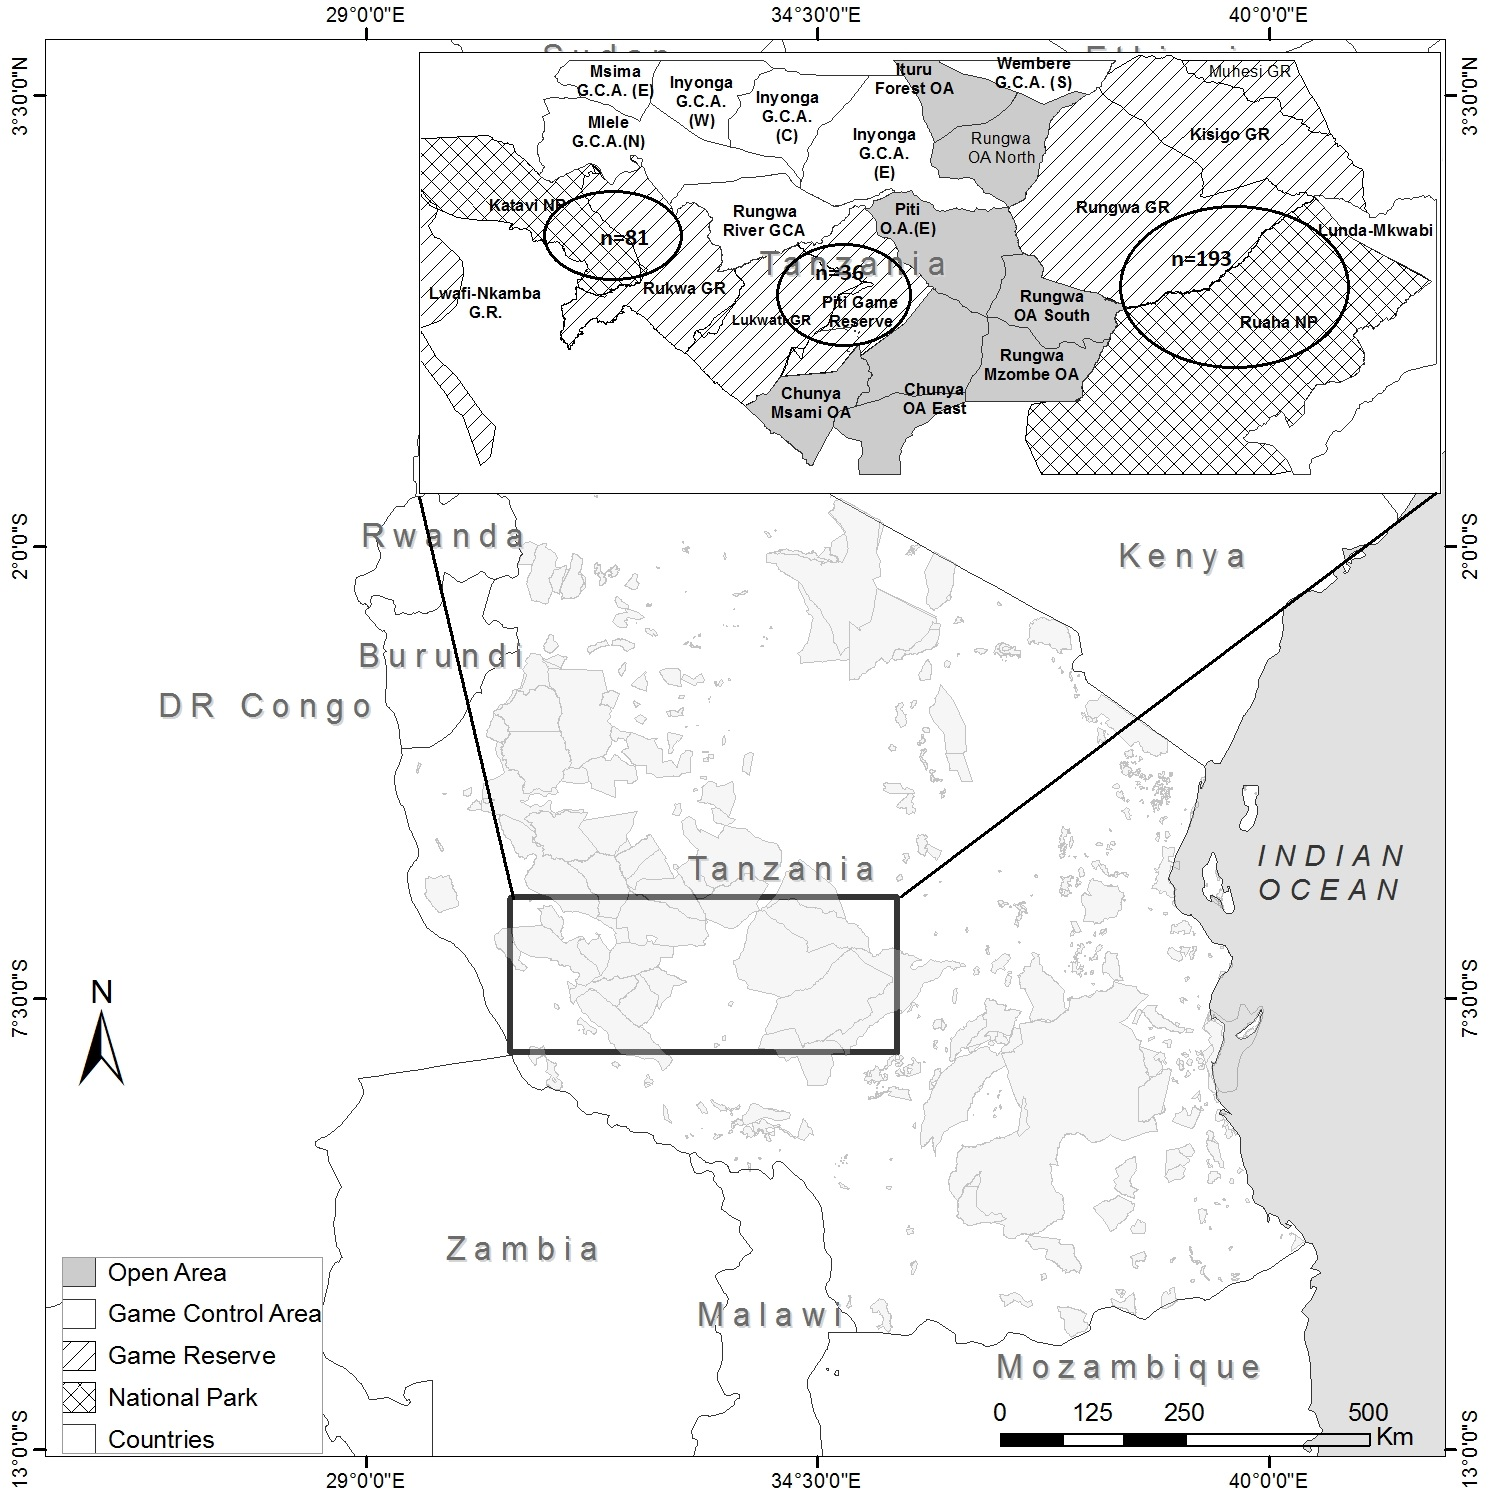 29°0'0"E
34°30'0"E
40°0'0"E
3°30'0"N
3°30'0"N
Sudan
Ethiopi
Msima
G.C.A. (E)
Inyonga
G.C.A.
(W)
Inyonga
G.C.A.
(C)
Ituru
Forest OA
Wembere
G.C.A. (S)
Muhesi GR
Mlele
G.C.A.(N)
Inyonga
G.C.A.
(E)
Rungwa
OA North
Kisigo GR
Katavi NP
n=81
Rungwa
River GCA
Piti
O.A.(E)
Rungwa GR
Lunda-Mkwabi
Tanzania
n=36
n=193
Lwafi-Nkamba
G.R.
Rukwa GR
Lukwati GR
Piti Game
Reserve
Rungwa
OA South
Ruaha NP
Rungwa
Mzombe OA
Chunya
Msami OA
Chunya
OA East
2°0'0"S
2°0'0"S
Rwanda
Kenya
Burundi
DR Congo
Tanzania
INDIAN
OCEAN
7°30'0"S
7°30'0"S
N
Zambia
Malawi
Mozambique
Open Area
Game Control Area
Game Reserve
National Park
Countries
0 125 250 500
Km
13°0'0"S
13°0'0"S
29°0'0"E
34°30'0"E
40°0'0"E